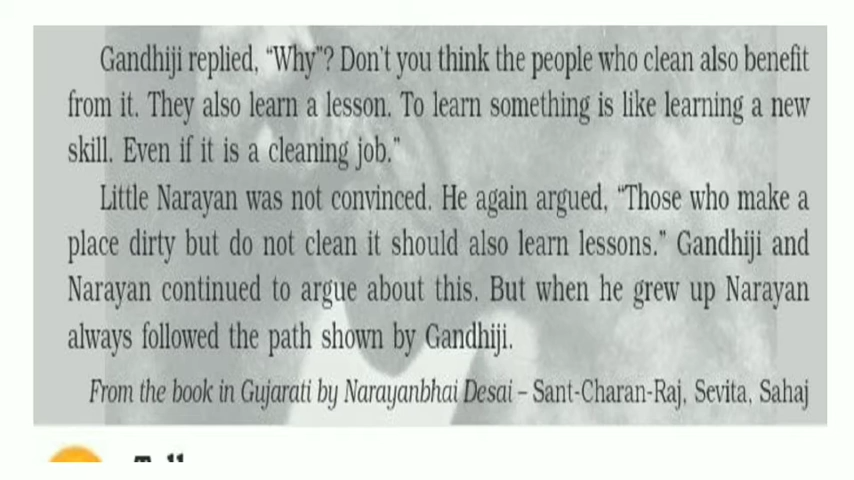 Gandhiji replied, “Why”? Don’t you think the people who clean also benefit
from it. They also learn a lesson. To learn something is like learning a new
skill. Even if it is a cleaning job.”
Little Narayan was not convinced. He again argued, “Those who make a
place dirty but do not clean it should also learn lessons.” Gandhiji and
Narayan continued to argue about this. But when he grew up Narayan
always followed the path shown by Gandhiji.
From the book in Gujarati by Narayanbhai Desai – Sant-Charan-Raj, Sevita, Sahaj